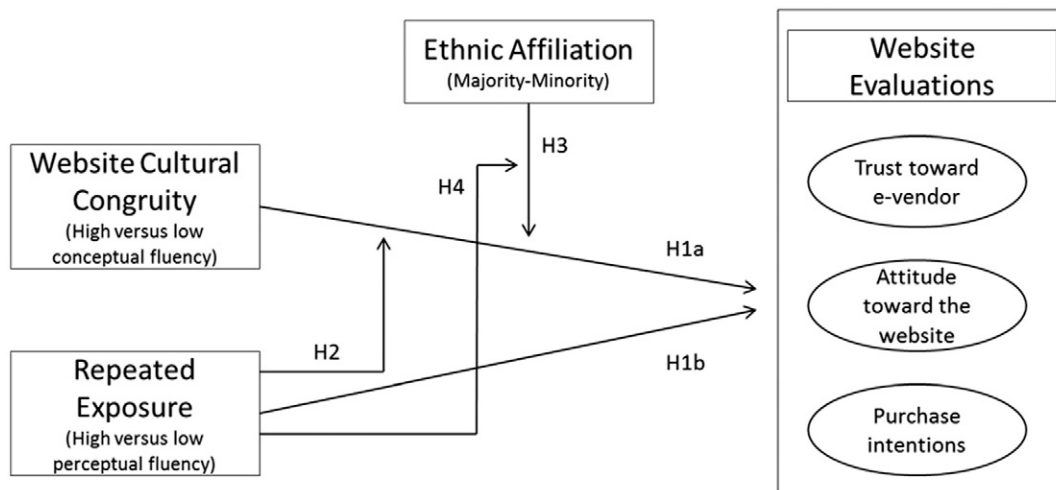 Ethnic Affiliation
(Majority-Minority)
Website
Evaluations
H3
Website Cultural
Congruity
(High versus low
conceptual fluency)
H4
Trust toward
e-vendor
H1a
Attitude
toward the
website
H2
H1b
Repeated
Exposure
(High versus low
perceptual fluency)
Purchase
intentions